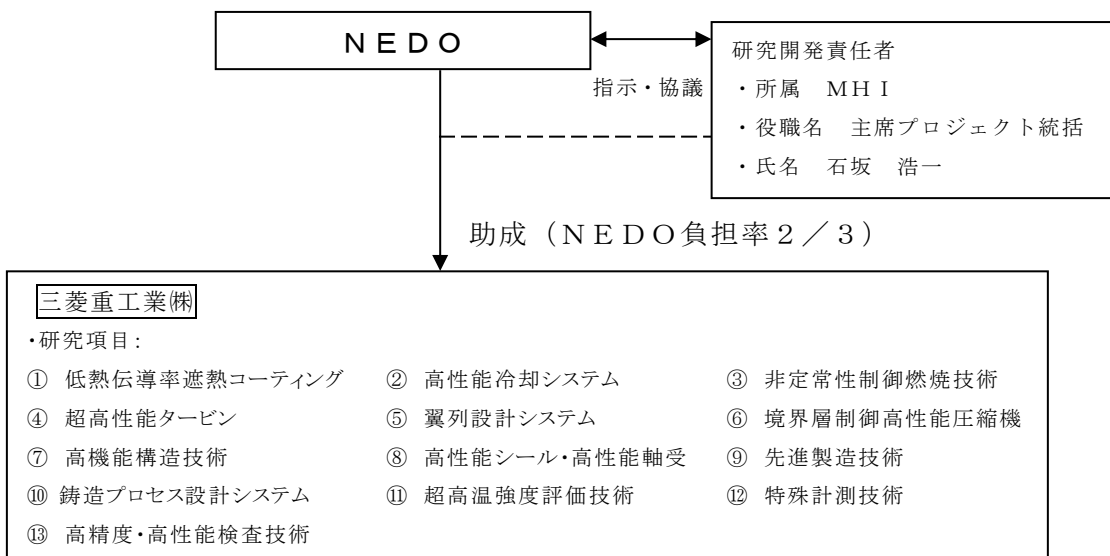 ＮＥＤＯ
指示・協議
研究開発責任者
・所属　ＭＨＩ
・役職名　主席プロジェクト統括
・氏名　石坂　浩一
助成（ＮＥＤＯ負担率２／３）
三菱重工業㈱
・研究項目：
① 低熱伝導率遮熱コーティング　② 高性能冷却システム　③ 非定常性制御燃焼技術
④ 超高性能タービン　⑤ 翼列設計システム　⑥ 境界層制御高性能圧縮機
⑦ 高機能構造技術　⑧ 高性能シール・高性能軸受　⑨ 先進製造技術
⑩ 鋳造プロセス設計システム　⑪ 超高温強度評価技術　⑫ 特殊計測技術
⑬ 高精度・高性能検査技術